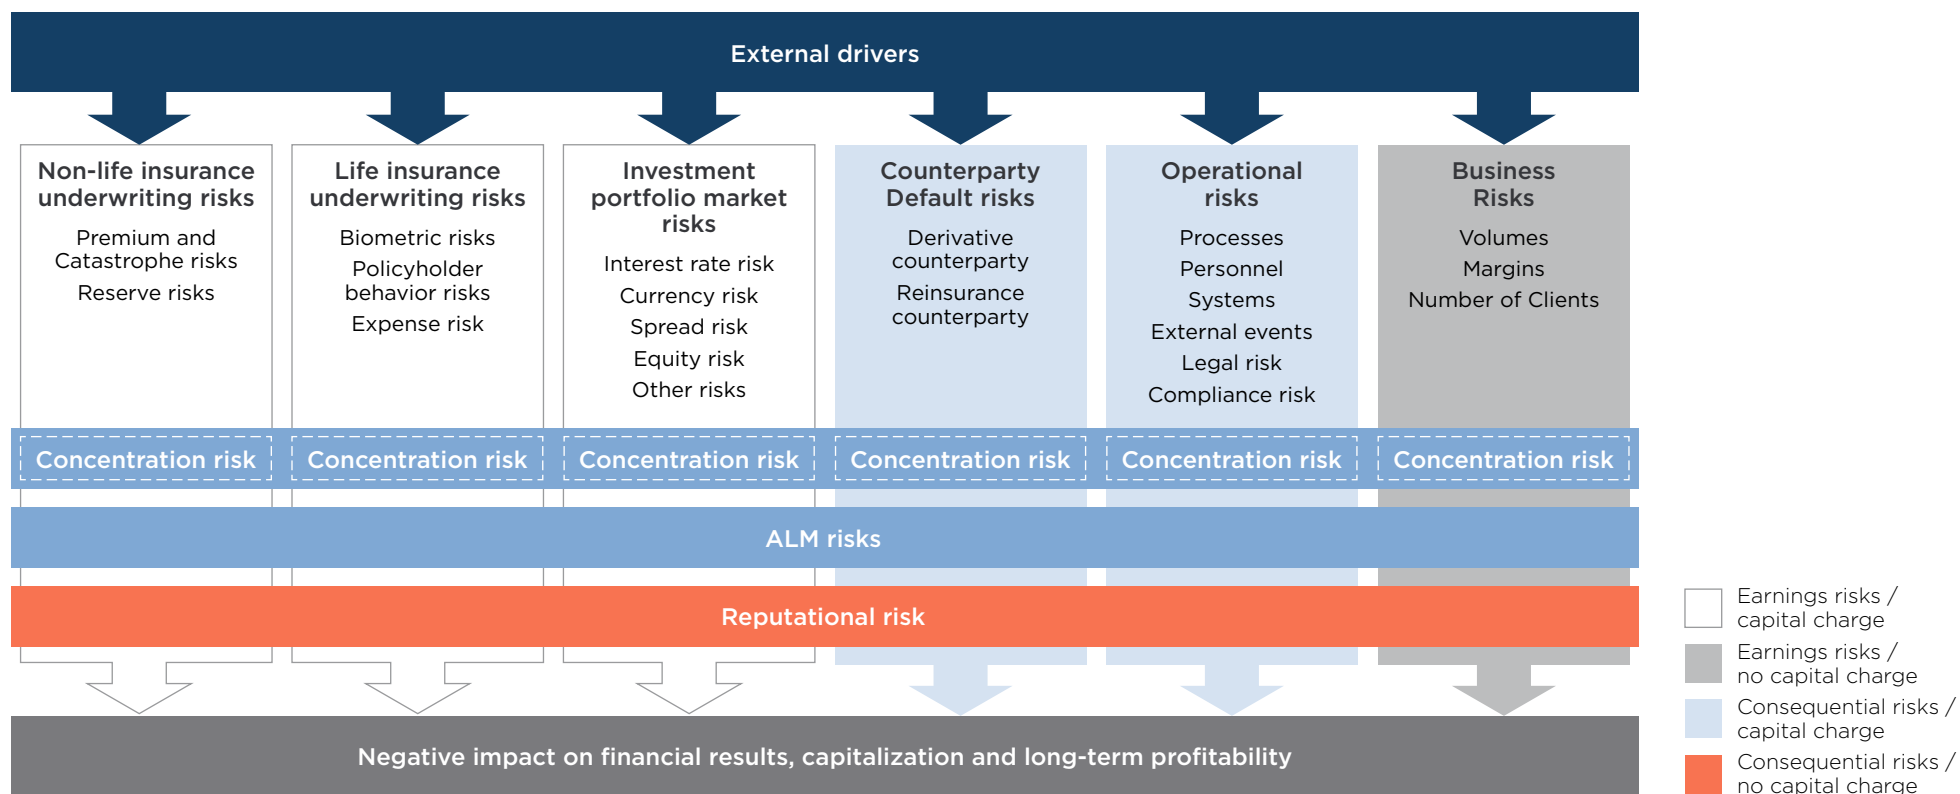 External drivers
Non-life insurance
underwriting risks
Premium and
Catastrophe risks
Reserve risks
Life insurance
underwriting risks
Biometric risks
Policyholder
behavior risks
Expense risk
Investment
portfolio market
risks
Interest rate risk
Currency risk
Spread risk
Equity risk
Other risks
Counterparty
Default risks
Derivative
counterparty
Reinsurance
counterparty
Operational
risks
Processes
Personnel
Systems
External events
Legal risk
Compliance risk
Business
Risks
Volumes
Margins
Number of Clients
Concentration risk
Concentration risk
Concentration risk
Concentration risk
Concentration risk
Concentration risk
ALM risks
Reputational risk
Negative impact on financial results, capitalization and long-term profitability
Earnings risks /
capital charge
Earnings risks /
no capital charge
Consequential risks /
capital charge
Consequential risks /
no capital charge